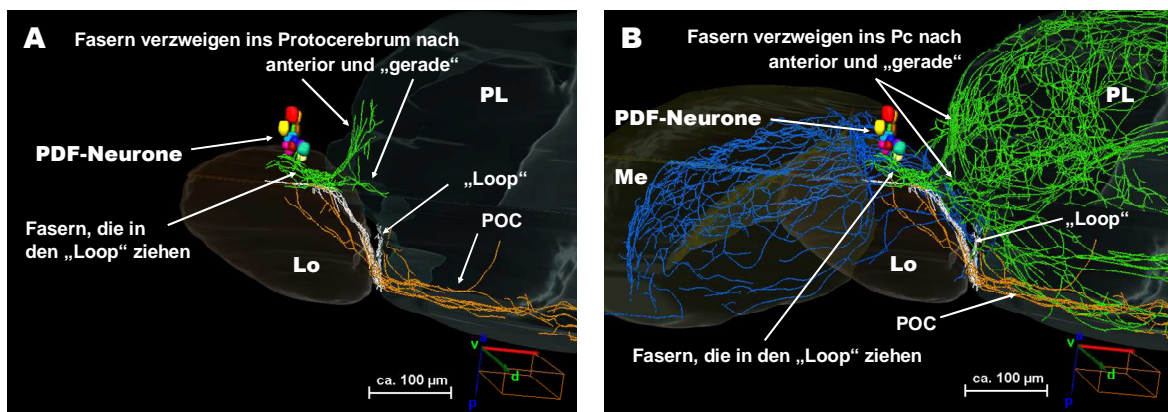 A
Fasern verzweigen ins Protocerebrum nach
anterior und „gerade“
PL
PDF-Neurone
„Loop“
Fasern, die in
den „Loop“ ziehen
POC
Lo
ca. 100 µm
v
a
d
p
B
Fasern verzweigen ins Pc nach
anterior und „gerade“
PL
PDF-Neurone
Me
„Loop“
Lo
POC
Fasern, die in den „Loop“ ziehen
ca. 100 µm
v
a
d
p